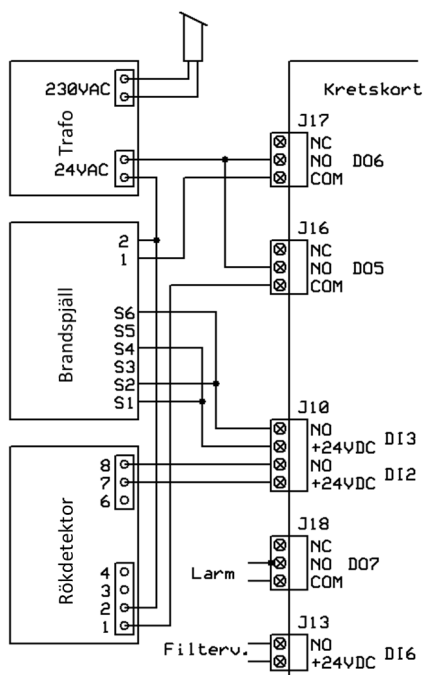 Kretskort
Trafo
230VAC
24VAC
J17
NC
NO
COM
DO6
J16
NC
NO
COM
DO5
Brandspjäll
2
1
S6
S5
S4
S3
S2
S1
J10
NO
+24VDC
DI3
NO
+24VDC
DI2
Rökdetektor
8
7
6
4
3
2
1
J18
NC
NO
COM
DO7
Larm
J13
NO
+24VDC
DI6
Filterv.